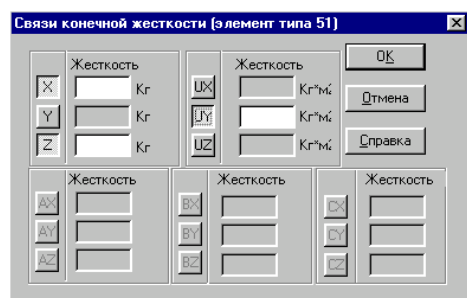 Связи конечной жесткости (элемент типа 51)
Жесткость Жесткость OK
X Кг UX Кг*м
Y Кг UY Кг*м Отмена
Z Кг UZ Кг*м Справка
Жесткость Жесткость Жесткость
AX BX CX
AY BY CY
AZ BZ CZ